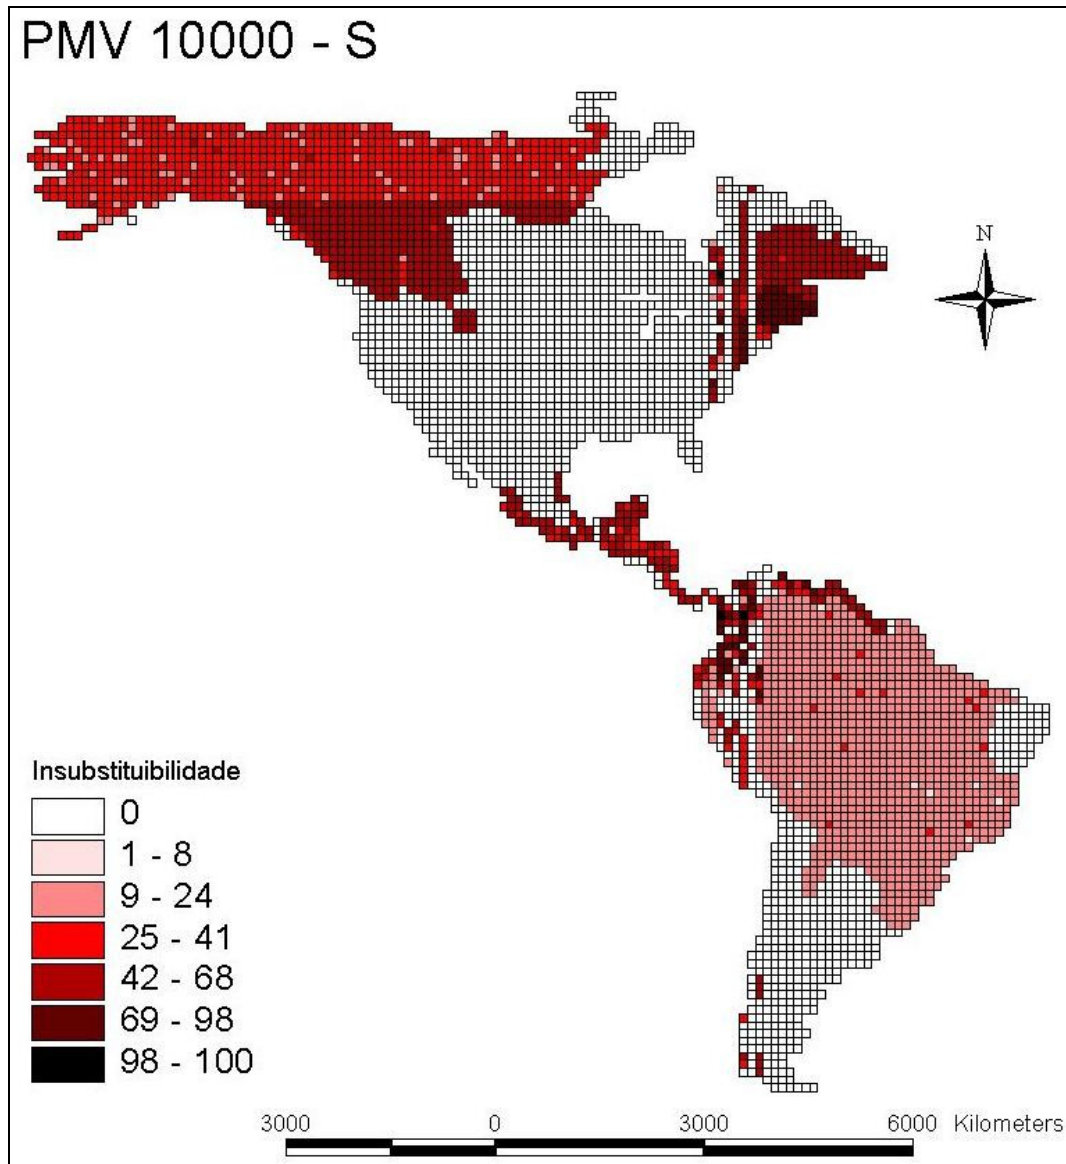 PMV 10000 - S
N
Insubstituibilidade
0
1 - 8
9 - 24
25 - 41
42 - 68
69 - 98
98 - 100
3000 0 3000 6000 Kilometers